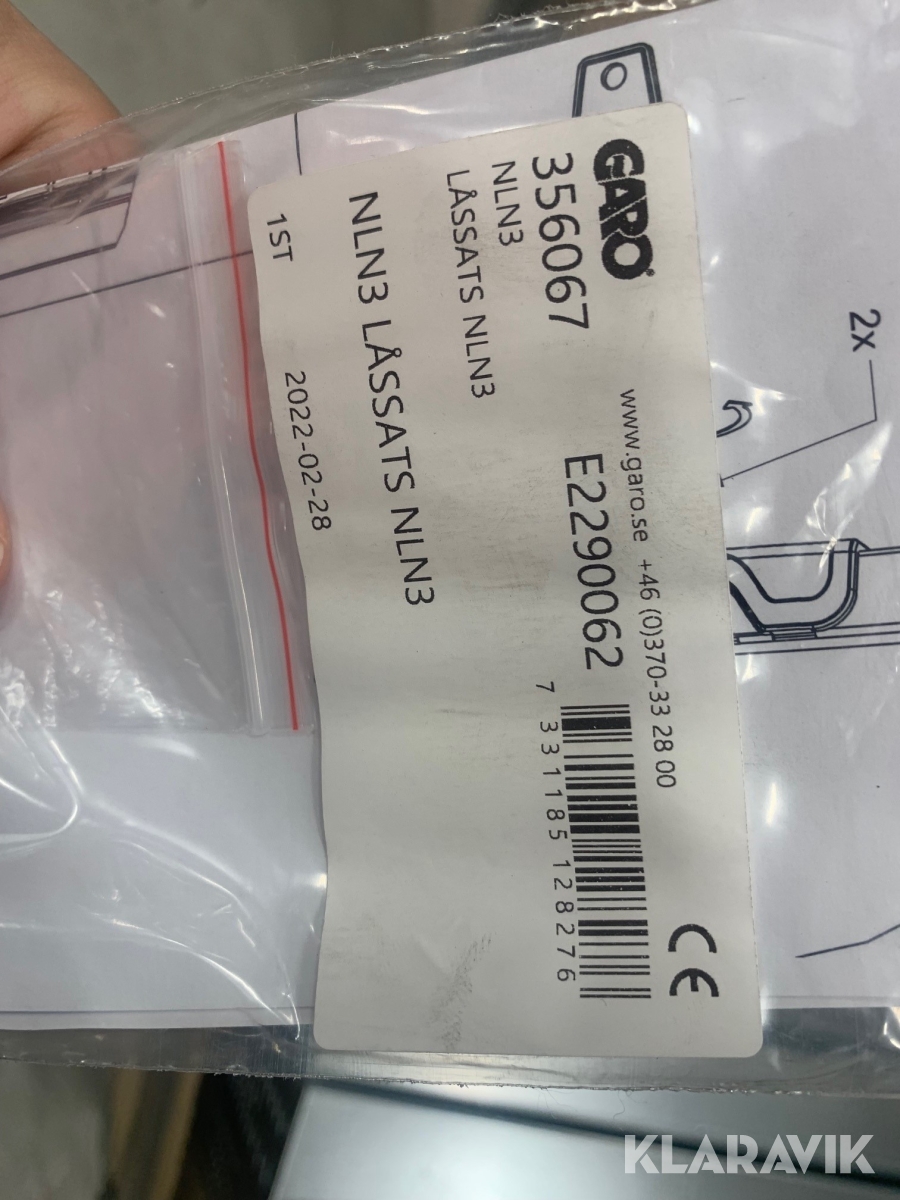 GARO
www.garo.se +46 (0)370-33 28 00
CE
356067
E2290062
NLN3
LÅSSATS NLN3
7 331185 128276
NLN3 LÅSSATS NLN3
1ST
2022-02-28
2x
KLARAVIK